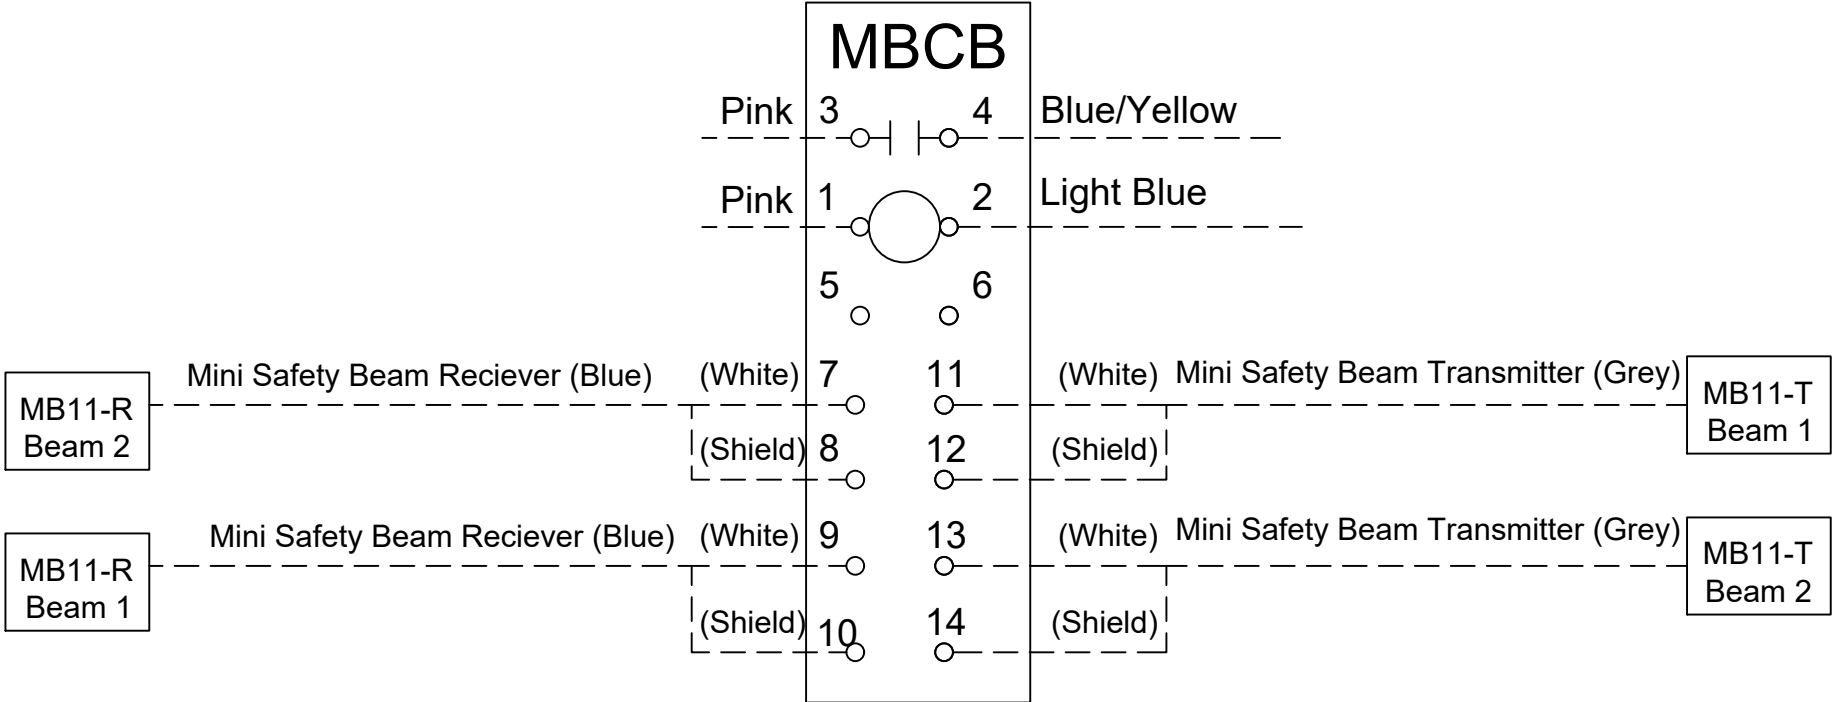 MBCB
Pink 3 4 Blue/Yellow
Pink 1 2 Light Blue
5 6
Mini Safety Beam Reciever (Blue) (White) 7 11 (White) Mini Safety Beam Transmitter (Grey)
MB11-R
Beam 2
MB11-T
Beam 1
(Shield) 8 12 (Shield)
Mini Safety Beam Reciever (Blue) (White) 9 13 (White) Mini Safety Beam Transmitter (Grey)
MB11-R
Beam 1
MB11-T
Beam 2
(Shield) 10 14 (Shield)